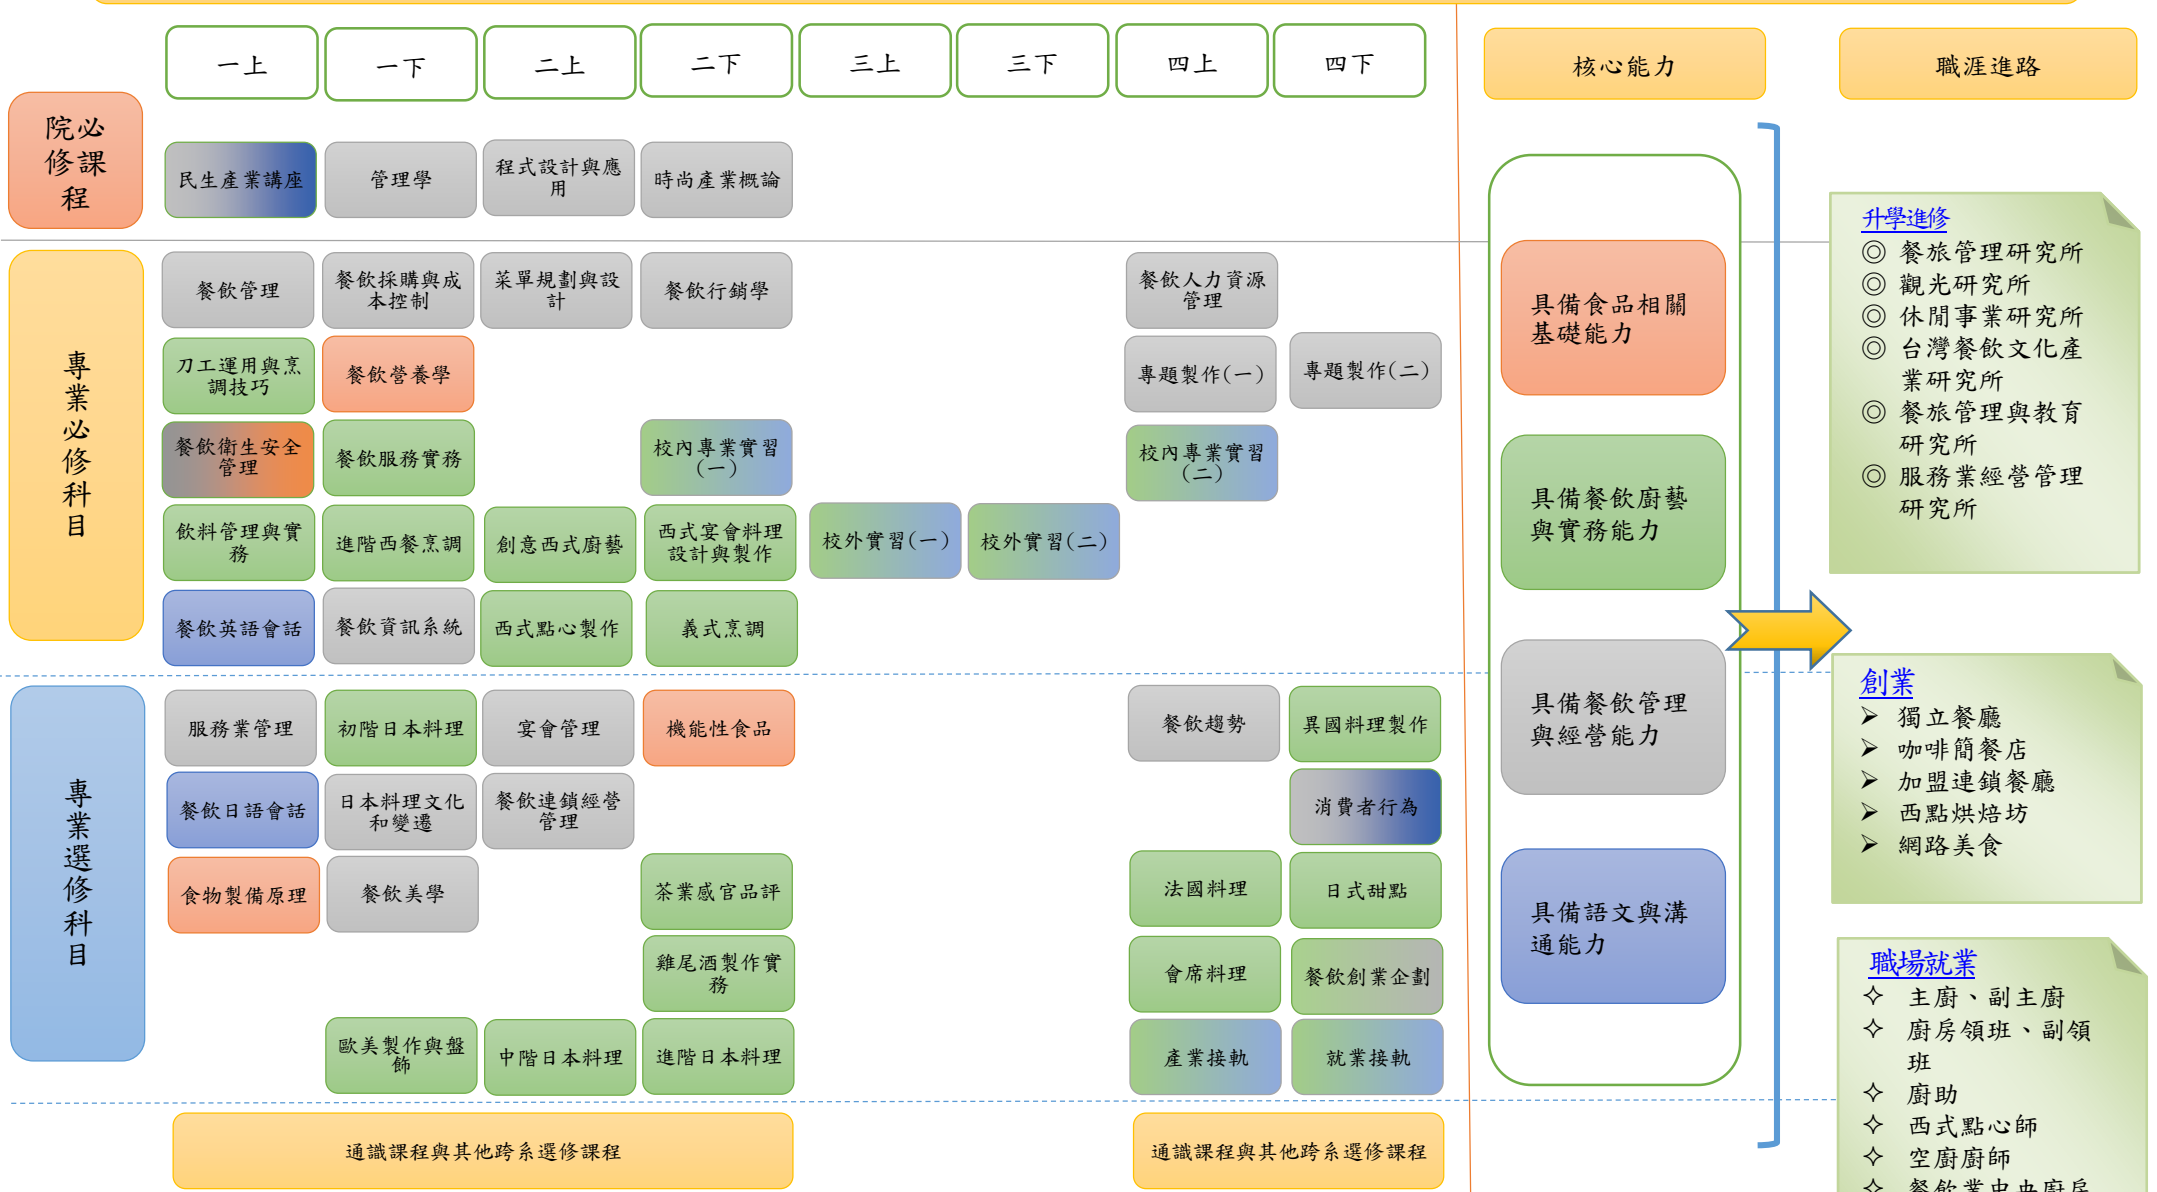 一上
一下
二上
二下
三上
三下
四上
四下
核心能力
職涯進路
院必
修課
程
民生產業講座
管理學
程式設計與應
用
時尚產業概論
專業必修科目
餐飲管理
餐飲採購與成
本控制
菜單規劃與設
計
餐飲行銷學
餐飲人力資源
管理
刀工運用與烹
調技巧
餐飲營養學
專題製作(一)
專題製作(二)
餐飲衛生安全
管理
餐飲服務實務
校內專業實習
(一)
校內專業實習
(二)
飲料管理與實
務
進階西餐烹調
創意西式廚藝
西式宴會料理
設計與製作
校外實習(一)
校外實習(二)
餐飲英語會話
餐飲資訊系統
西式點心製作
義式烹調
專業選修科目
服務業管理
初階日本料理
宴會管理
機能性食品
餐飲趨勢
異國料理製作
餐飲日語會話
日本料理文化
和變遷
餐飲連鎖經營
管理
消費者行為
食物製備原理
餐飲美學
茶業感官品評
法國料理
日式甜點
雞尾酒製作實
務
會席料理
餐飲創業企劃
歐美製作與盤
飾
中階日本料理
進階日本料理
產業接軌
就業接軌
通識課程與其他跨系選修課程
通識課程與其他跨系選修課程
具備食品相關
基礎能力
具備餐飲廚藝
與實務能力
具備餐飲管理
與經營能力
具備語文與溝
通能力
升學進修
◎ 餐旅管理研究所
◎ 觀光研究所
◎ 休閒事業研究所
◎ 台灣餐飲文化產
業研究所
◎ 餐旅管理與教育
研究所
◎ 服務業經營管理
研究所
創業
➢ 獨立餐廳
➢ 咖啡簡餐店
➢ 加盟連鎖餐廳
➢ 西點烘焙坊
➢ 網路美食
職場就業
✧ 主廚、副主廚
✧ 廚房領班、副領
班
✧ 廚助
✧ 西式點心師
✧ 空廚廚師
✧ 餐飲業中央廚房